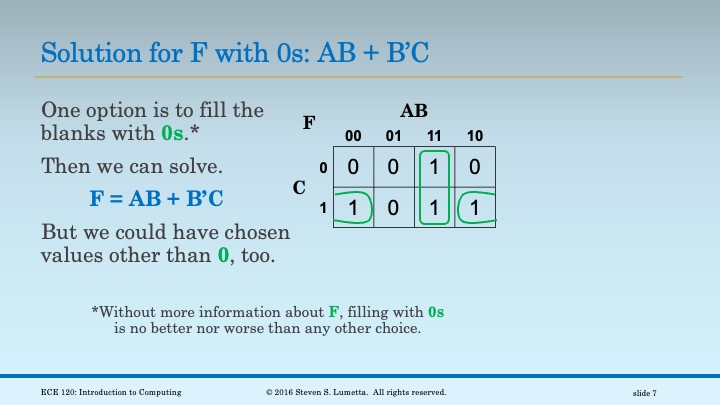 Solution for F with 0s: AB + B’C
One option is to fill the
blanks with 0s.*
Then we can solve.
F = AB + B’C
But we could have chosen
values other than 0, too.
F
AB
00 01 11 10
0 0 0 1 0
C
1 1 0 1 1
*Without more information about F, filling with 0s
is no better nor worse than any other choice.
ECE 120: Introduction to Computing
© 2016 Steven S. Lumetta. All rights reserved.
slide 7